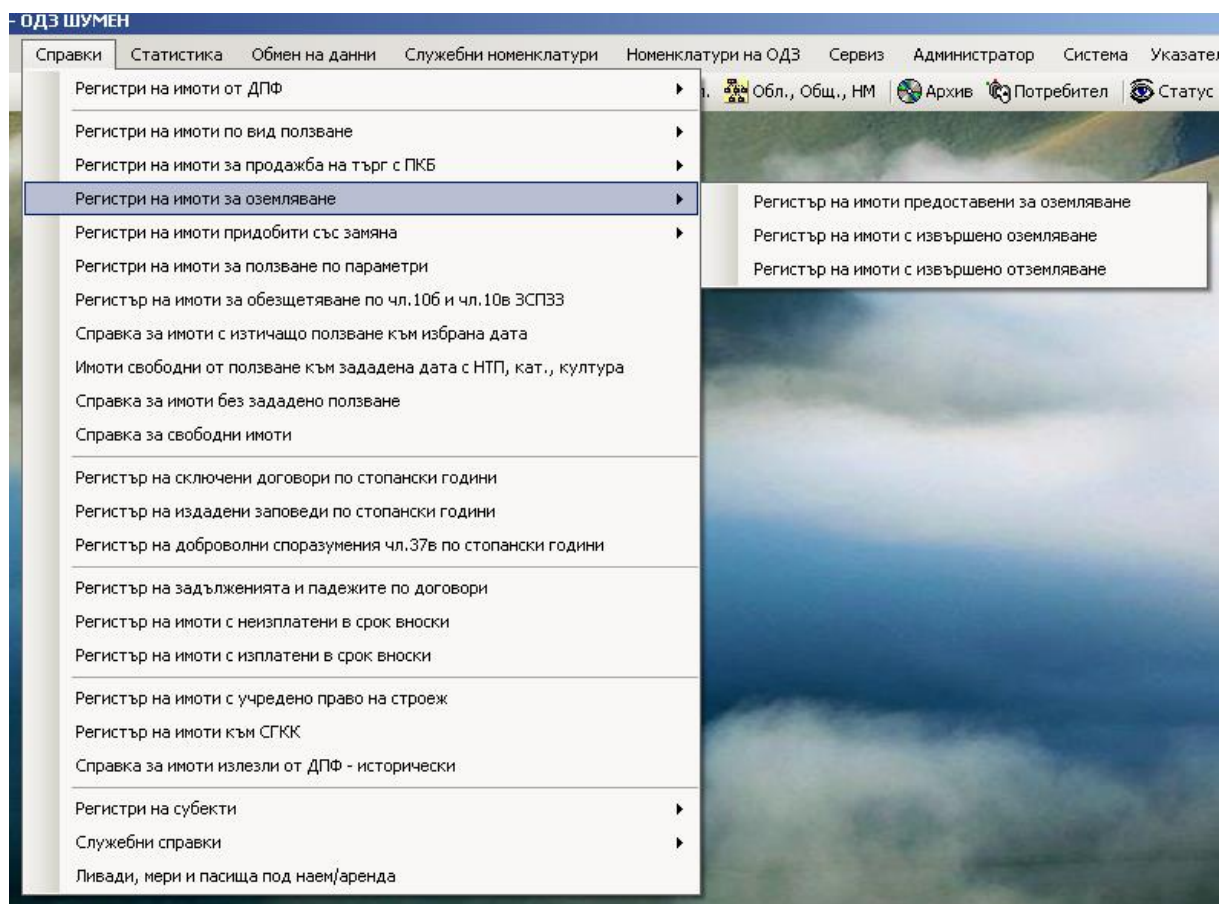 - ОДЗ ШУМЕН
Справки Статистика Обмен на данни Служебни номенклатури Номенклатури на ОДЗ Сервиз Администратор Система Указател
Обл., Общ., НМ Архив Потребител Статус
Регистри на имоти от ДПФ
Регистри на имоти по вид ползване
Регистри на имоти за продажба на търг с ПКБ
Регистри на имоти за оземляване
Регистър на имоти предоставени за оземляване
Регистър на имоти с извършено оземляване
Регистър на имоти с извършено отземляване
Регистри на имоти придобити със замяна
Регистри на имоти за ползване по параметри
Регистър на имоти за обезщетяване по чл.10б и чл.10в ЗСПЗЗ
Справка за имоти с изтичащо ползване към избрана дата
Имоти свободни от ползване към зададена дата с НТП, кат., култура
Справка за имоти без зададено ползване
Справка за свободни имоти
Регистър на сключени договори по стопански години
Регистър на издадени заповеди по стопански години
Регистър на доброволни споразумения чл.37в по стопански години
Регистър на задълженията и падежите по договори
Регистър на имоти с неизплатени в срок вноски
Регистър на имоти с изплатени в срок вноски
Регистър на имоти с учредено право на строеж
Регистър на имоти към СГКК
Справка за имоти излезли от ДПФ - исторически
Регистри на субекти
Служебни справки
Ливади, мери и пасища под наем/аренда